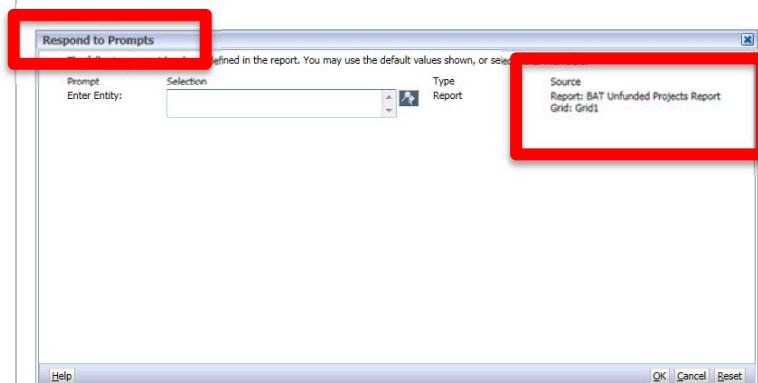 Respond to Prompts
efined in the report. You may use the default values shown, or sele
Prompt Selection Type Source
Enter Entity: Report Report: BAT Unfunded Projects Report
Grid: Grid1
Help OK Cancel Reset